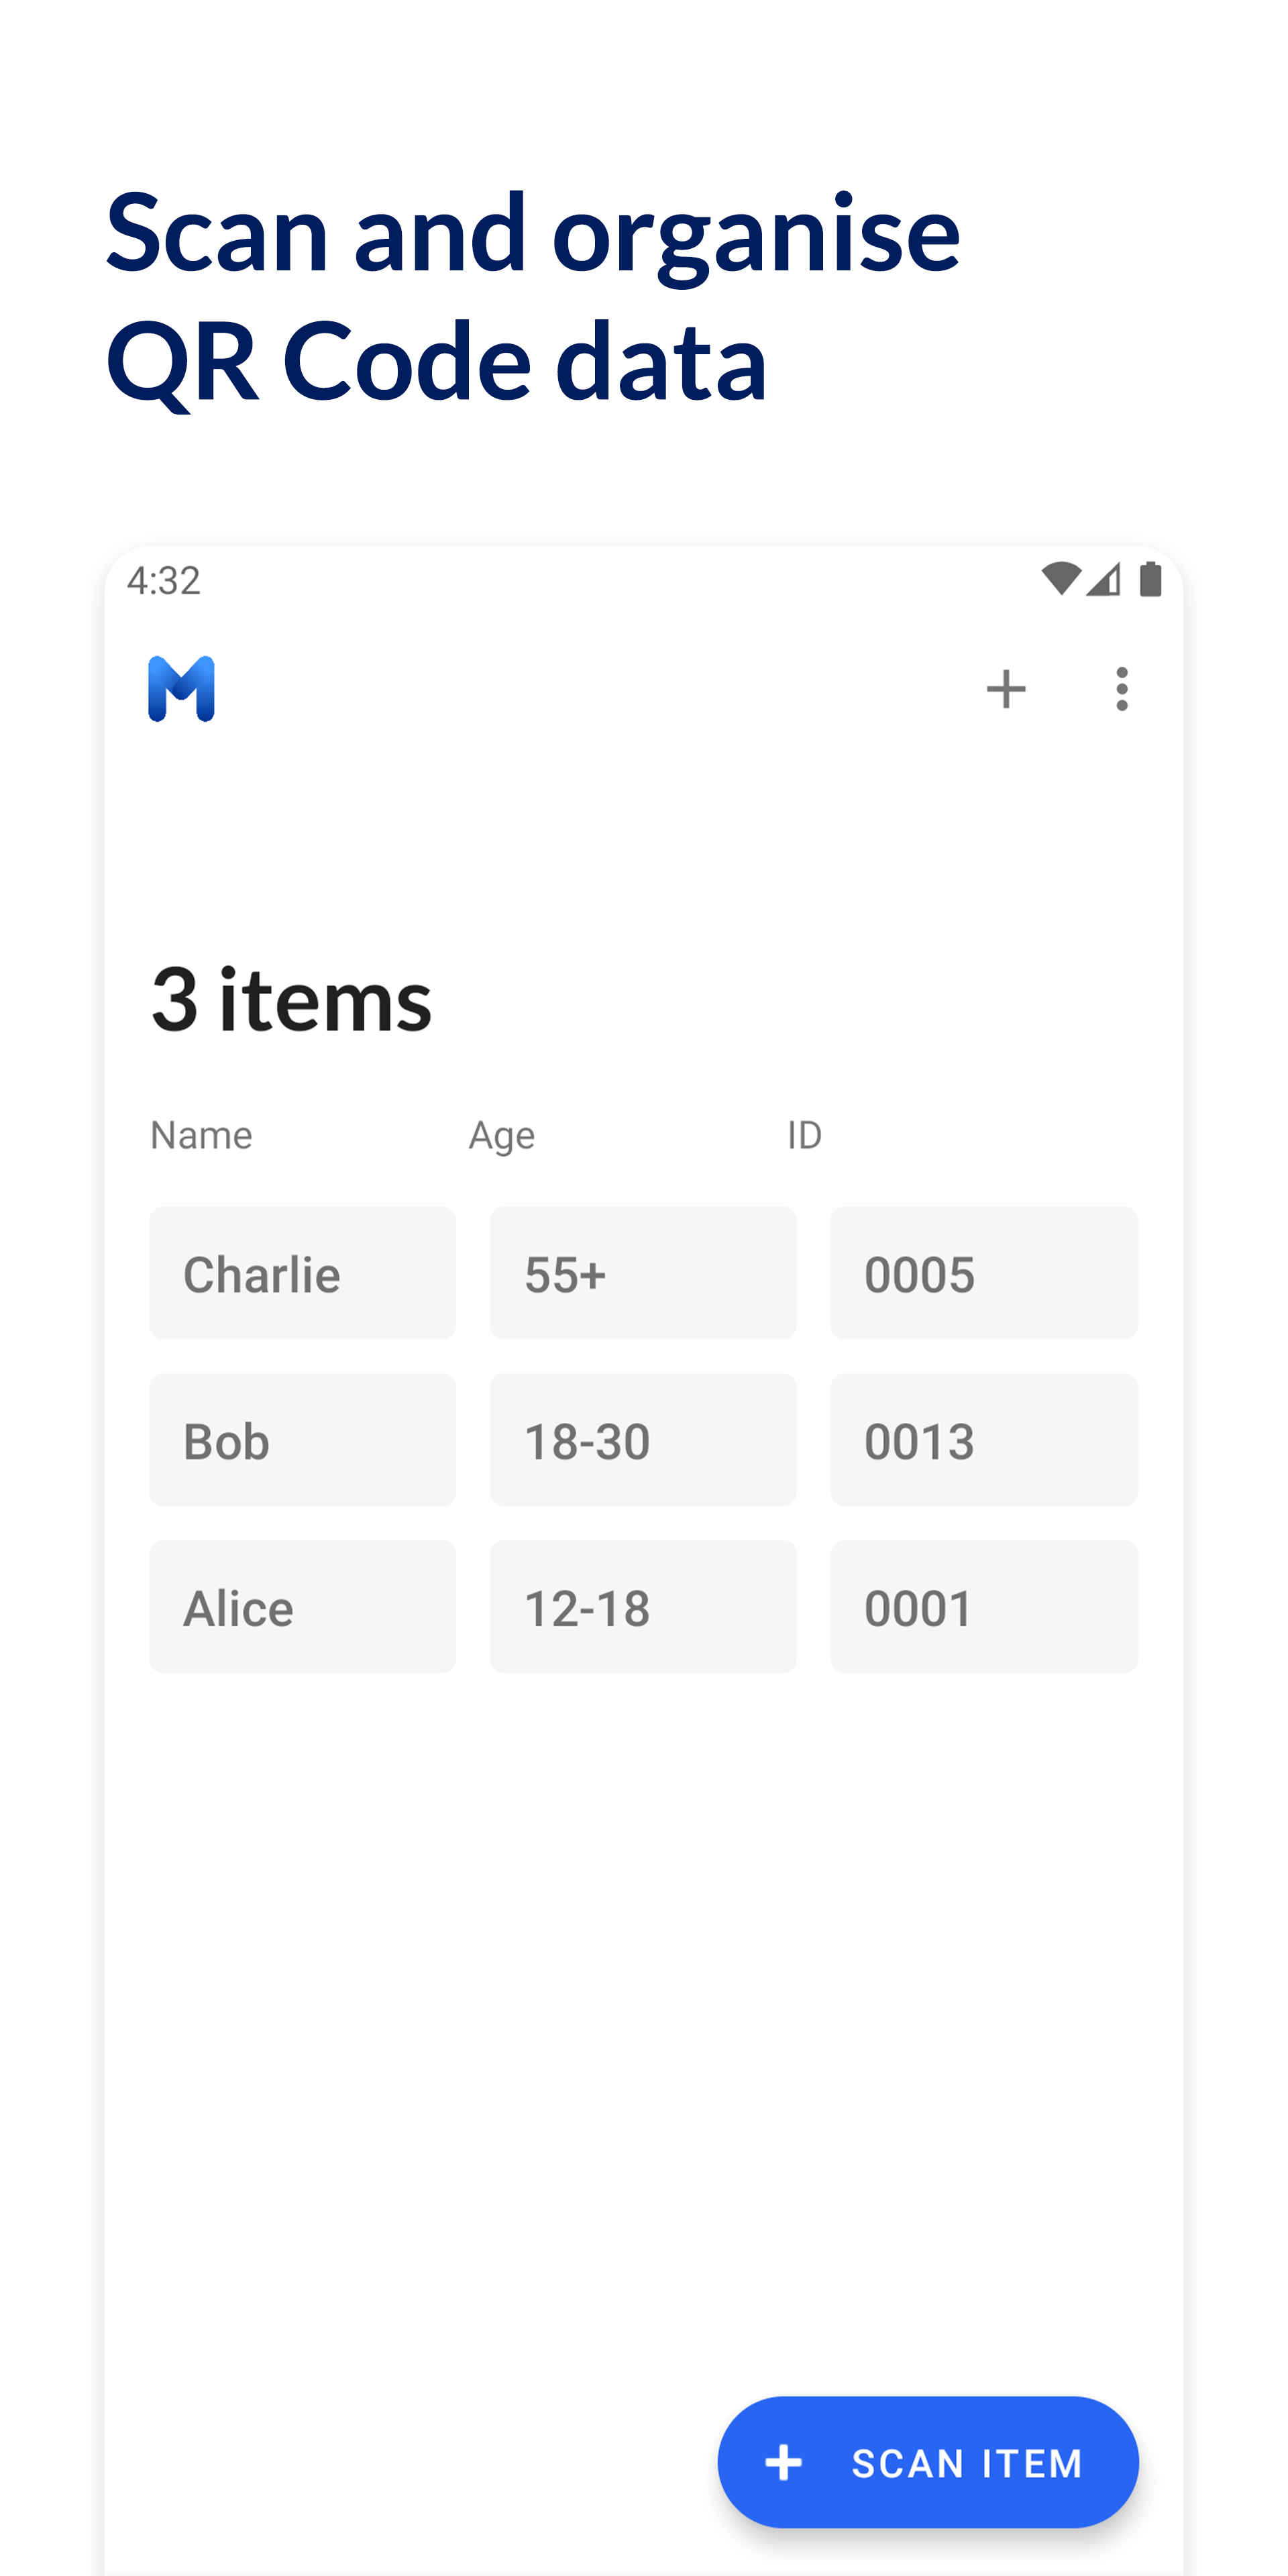 Scan and organise
QR Code data
4:32
3 items
Name Age ID
Charlie 55+ 0005
Bob 18-30 0013
Alice 12-18 0001
SCAN ITEM